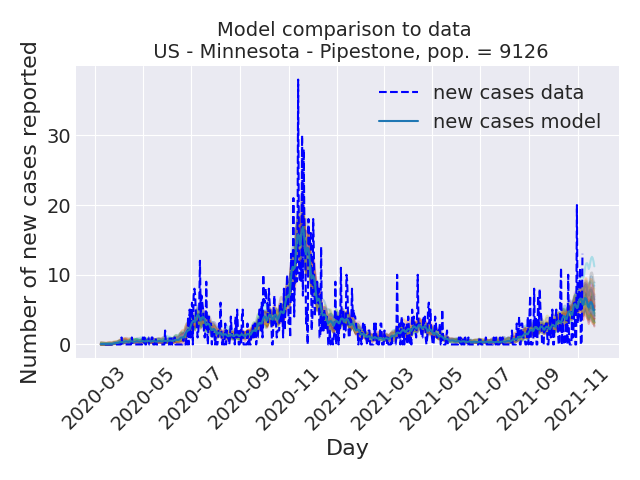 Model comparison to data
US - Minnesota - Pipestone, pop. = 9126
Number of new cases reported
30
20
10
0
new cases data
new cases model
2020-03
2020-05
2020-07
2020-09
2020-11
2021-01
2021-03
2021-05
2021-07
2021-09
2021-11
Day